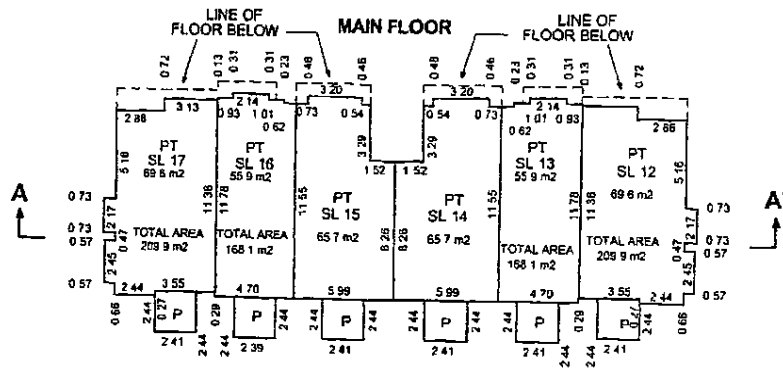 LINE OF
FLOOR BELOW
MAIN FLOOR
LINE OF
FLOOR BELOW
0.72
0.13
0.31
0.31
0.23
0.48
0.46
0.48
0.46
0.23
0.31
0.31
0.13
0.72
2.86
3.13
2.14
3.20
3.20
2.14
2.66
0.93
1.01
0.62
0.73
0.54
0.54
0.73
0.62
1.01
0.93
5.16
PT
SL 17
69.6 m2
11.36
11.78
PT
SL 16
55.9 m2
11.55
PT
SL 15
65.7 m2
3.29
1.52
1.52
3.29
8.26
8.26
PT
SL 14
65.7 m2
11.55
PT
SL 13
55.9 m2
11.78
11.36
PT
SL 12
69.6 m2
5.16
A
A'
0.73
0.73
0.57
0.57
2.17
0.47
2.45
TOTAL AREA
209.9 m2
TOTAL AREA
168.1 m2
TOTAL AREA
168.1 m2
TOTAL AREA
209.9 m2
0.73
0.73
0.57
0.57
2.17
0.47
2.45
0.66
2.44
3.55
4.70
5.99
5.99
4.70
3.55
2.44
0.66
2.44
0.27
P
2.44
0.29
2.44
P
2.44
2.44
P
2.44
2.44
P
2.44
2.44
P
2.44
0.29
2.44
P
2.44
2.41
2.39
2.41
2.41
2.41
2.41